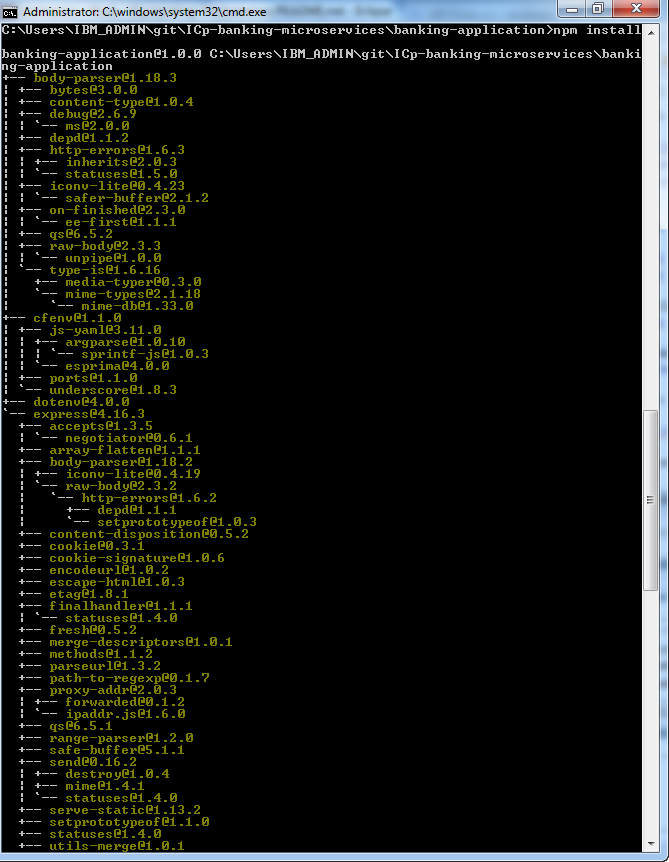 Administrator: C:\windows\system32\cmd.exe
C:\Users\IBM_ADMIN\git\ICp-banking-microservices\banking-application>npm install
banking-application@1.0.0 C:\Users\IBM_ADMIN\git\ICp-banking-microservices\banki
ng-application
+-- body-parser@1.18.3
¦ +-- bytes@3.0.0
¦ +-- content-type@1.0.4
¦ +-- debug@2.6.9
¦ ¦ `-- ms@2.0.0
¦ +-- depd@1.1.2
¦ +-- http-errors@1.6.3
¦ ¦ +-- inherits@2.0.3
¦ ¦ `-- statuses@1.5.0
¦ +-- iconv-lite@0.4.23
¦ ¦ `-- safer-buffer@2.1.2
¦ +-- on-finished@2.3.0
¦ ¦ `-- ee-first@1.1.1
¦ +-- qs@6.5.2
¦ +-- raw-body@2.3.3
¦ ¦ `-- unpipe@1.0.0
¦ `-- type-is@1.6.16
¦   +-- media-typer@0.3.0
¦   `-- mime-types@2.1.18
¦     `-- mime-db@1.33.0
+-- cfenv@1.1.0
¦ +-- js-yaml@3.11.0
¦ ¦ +-- argparse@1.0.10
¦ ¦ ¦ `-- sprintf-js@1.0.3
¦ ¦ `-- esprima@4.0.0
¦ +-- ports@1.1.0
¦ `-- underscore@1.8.3
+-- dotenv@4.0.0
`-- express@4.16.3
  +-- accepts@1.3.5
  ¦ `-- negotiator@0.6.1
  +-- array-flatten@1.1.1
  +-- body-parser@1.18.2
  ¦ +-- iconv-lite@0.4.19
  ¦ `-- raw-body@2.3.2
  ¦   `-- http-errors@1.6.2
  ¦     +-- depd@1.1.1
  ¦     `-- setprototypeof@1.0.3
  +-- content-disposition@0.5.2
  +-- cookie@0.3.1
  +-- cookie-signature@1.0.6
  +-- encodeurl@1.0.2
  +-- escape-html@1.0.3
  +-- etag@1.8.1
  +-- finalhandler@1.1.1
  ¦ `-- statuses@1.4.0
  +-- fresh@0.5.2
  +-- merge-descriptors@1.0.1
  +-- methods@1.1.2
  +-- parseurl@1.3.2
  +-- path-to-regexp@0.1.7
  +-- proxy-addr@2.0.3
  ¦ +-- forwarded@0.1.2
  ¦ `-- ipaddr.js@1.6.0
  +-- qs@6.5.1
  +-- range-parser@1.2.0
  +-- safe-buffer@5.1.1
  +-- send@0.16.2
  ¦ +-- destroy@1.0.4
  ¦ +-- mime@1.4.1
  ¦ `-- statuses@1.4.0
  +-- serve-static@1.13.2
  +-- setprototypeof@1.1.0
  +-- statuses@1.4.0
  +-- utils-merge@1.0.1